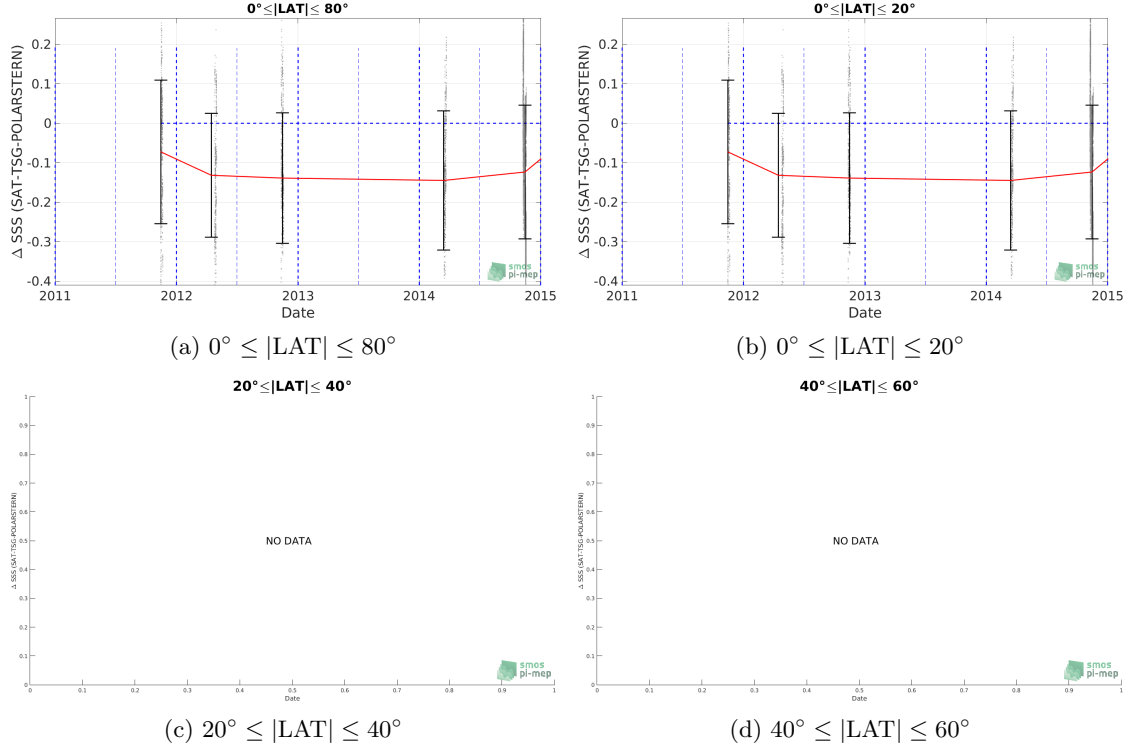 0°≤|LAT|≤ 80°
Δ SSS (SAT-TSG-POLARSTERN)
0.2
0.1
0
-0.1
-0.2
-0.3
-0.4
2011 2012 2013 2014 2015
Date
smos
pi-mep
(a) 0° ≤ |LAT| ≤ 80°
0°≤|LAT|≤ 20°
Δ SSS (SAT-TSG-POLARSTERN)
0.2
0.1
0
-0.1
-0.2
-0.3
-0.4
2011 2012 2013 2014 2015
Date
smos
pi-mep
(b) 0° ≤ |LAT| ≤ 20°
20°≤|LAT|≤ 40°
Δ SSS (SAT-TSG-POLARSTERN)
1
0.9
0.8
0.7
0.6
0.5
0.4
0.3
0.2
0.1
0
NO DATA
0 0.1 0.2 0.3 0.4 0.5 0.6 0.7 0.8 0.9 1
Date
smos
pi-mep
(c) 20° ≤ |LAT| ≤ 40°
40°≤|LAT|≤ 60°
Δ SSS (SAT-TSG-POLARSTERN)
1
0.9
0.8
0.7
0.6
0.5
0.4
0.3
0.2
0.1
0
NO DATA
0 0.1 0.2 0.3 0.4 0.5 0.6 0.7 0.8 0.9 1
Date
smos
pi-mep
(d) 40° ≤ |LAT| ≤ 60°